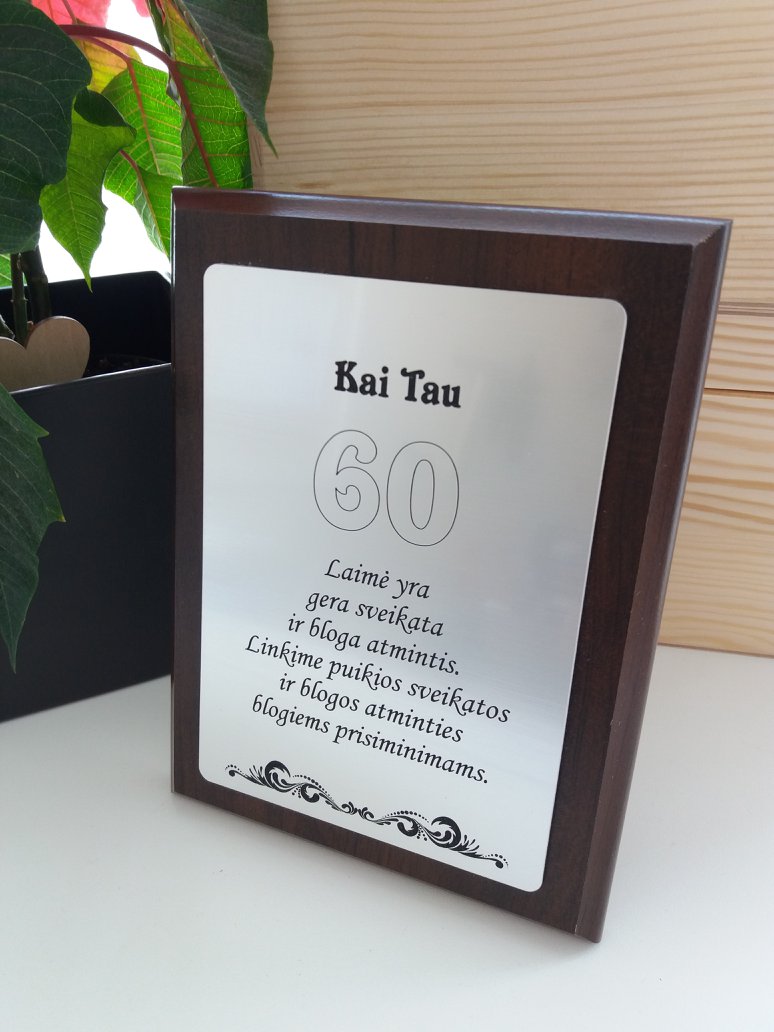 Kai Tau
60
Laimė yra
gera sveikata
ir bloga atmintis.
Linkime puikios sveikatos
ir blogos atminties
blogiems prisiminimams.